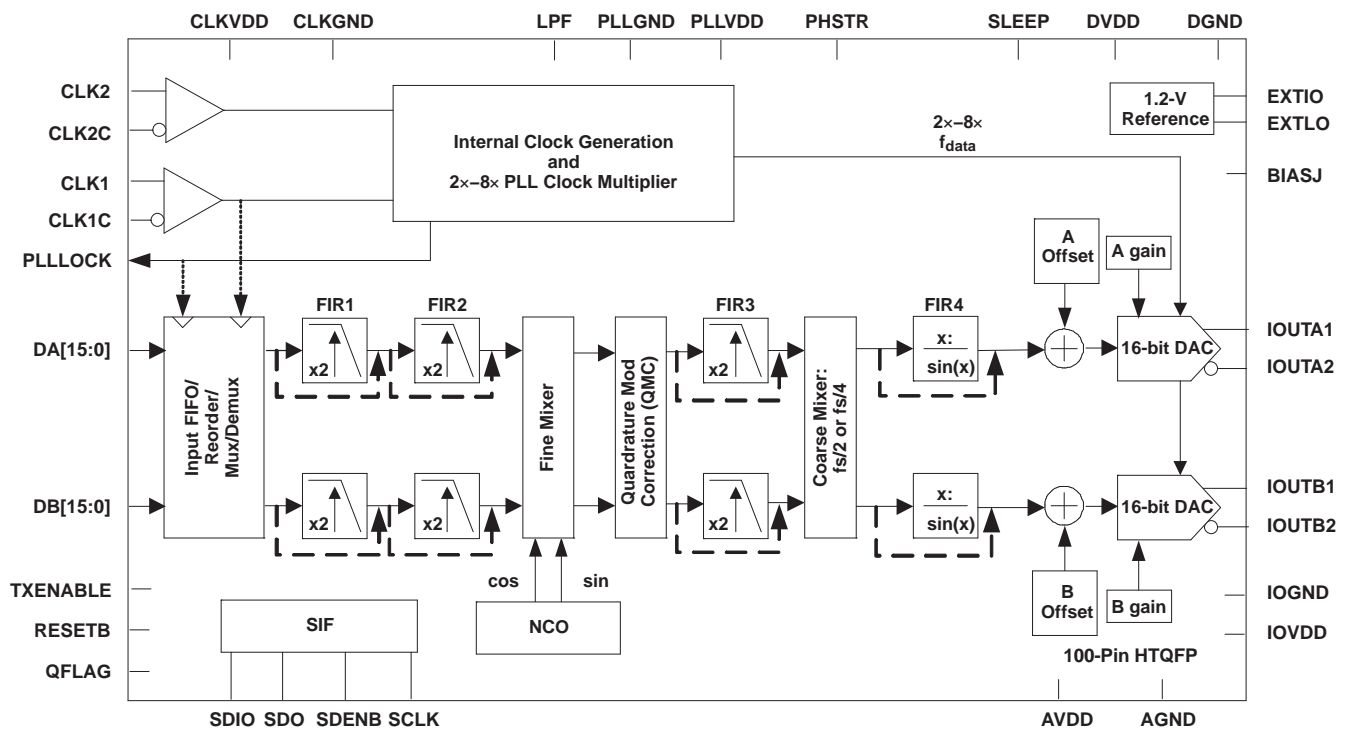 CLKVDD CLKGND LPF PLLGND PLLVDD PHSTR SLEEP DVDD DGND
CLK2
CLK2C
CLK1
CLK1C
PLLLOCK
Internal Clock Generation
and
2×−8× PLL Clock Multiplier
2×−8×
fdata
1.2-V
Reference
EXTIO
EXTLO
BIASJ
A
Offset
A gain
FIR1
FIR2
FIR3
FIR4
DA[15:0]
Input FIFO/
Reorder/
Mux/Demux
x2
x2
Fine Mixer
Quardrature Mod
Correction (QMC)
x2
Coarse Mixer:
fs/2 or fs/4
x:
sin(x)
16-bit DAC
IOUTA1
IOUTA2
DB[15:0]
x2
x2
x2
x:
sin(x)
16-bit DAC
IOUTB1
IOUTB2
cos
sin
NCO
B
Offset
B gain
TXENABLE
RESETB
QFLAG
SIF
IOGND
IOVDD
100-Pin HTQFP
SDIO SDO SDENB SCLK AVDD AGND